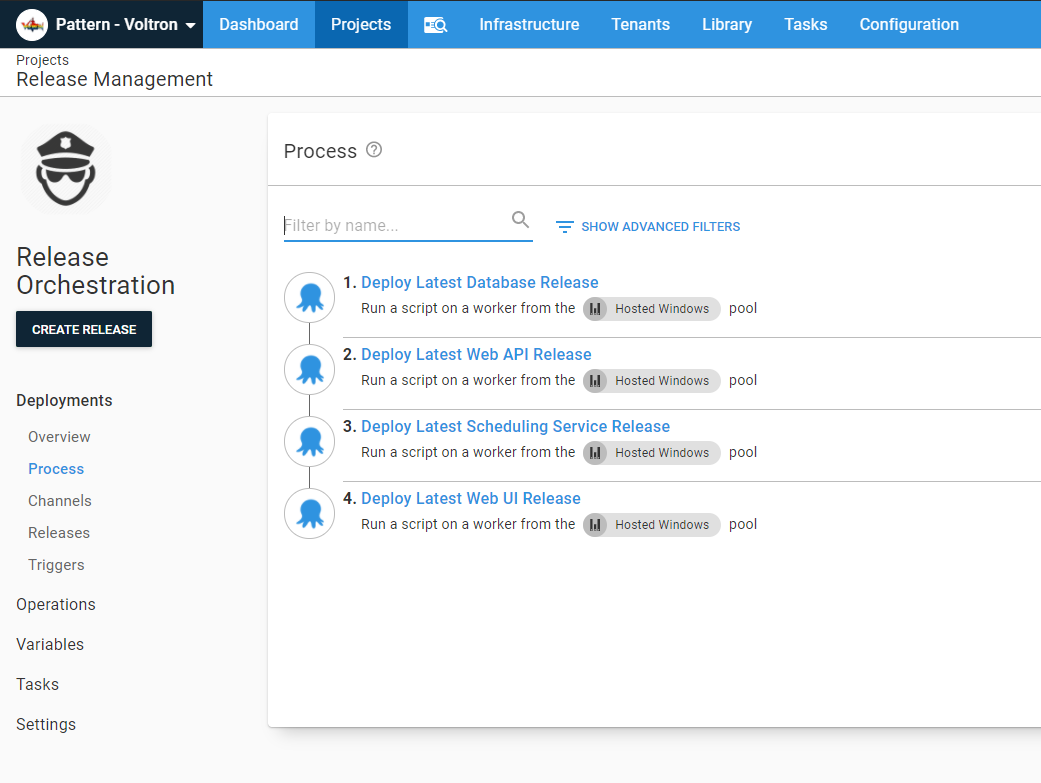 Pattern - Voltron Dashboard Projects Infrastructure Tenants Library Tasks Configuration
Projects
Release Management
Release
Orchestration
CREATE RELEASE
Deployments
Overview
Process
Channels
Releases
Triggers
Operations
Variables
Tasks
Settings
Process ?
Filter by name...
SHOW ADVANCED FILTERS
1. Deploy Latest Database Release
Run a script on a worker from the Hosted Windows pool
2. Deploy Latest Web API Release
Run a script on a worker from the Hosted Windows pool
3. Deploy Latest Scheduling Service Release
Run a script on a worker from the Hosted Windows pool
4. Deploy Latest Web UI Release
Run a script on a worker from the Hosted Windows pool